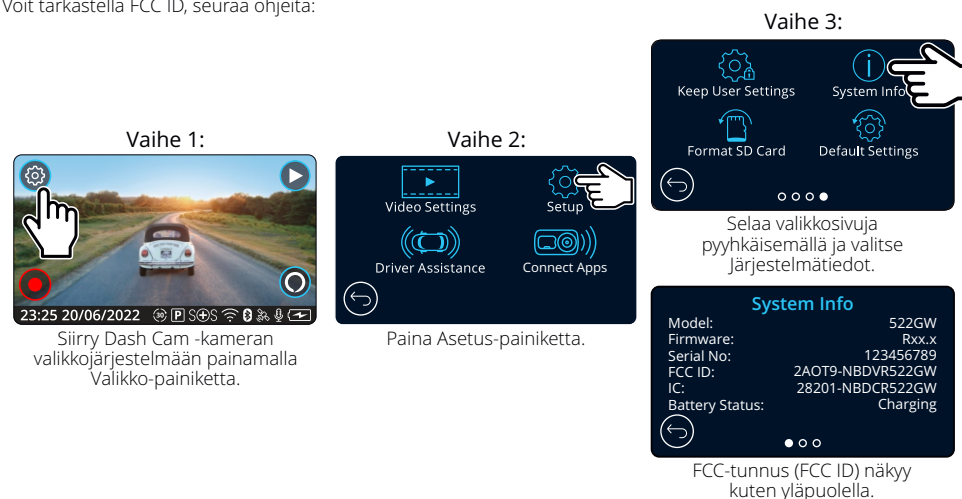 Voit tarkastella FCC ID, seuraa ohjeita:
Vaihe 1:
23:25 20/06/2022 30 P S S
Siirry Dash Cam -kameran
valikkojärjestelmään painamalla
Valikko-painiketta.
Vaihe 2:
Video Settings
Setup
Driver Assistance
Connect Apps
Paina Asetus-painiketta.
Vaihe 3:
Keep User Settings
System Info
Format SD Card
Default Settings
Selaa valikkosivuja
pyyhkäisemällä ja valitse
Järjestelmätiedot.
System Info
Model: 522GW
Firmware: Rxx.x
Serial No: 123456789
FCC ID: 2AOT9-NBDVR522GW
IC: 28201-NBDCR522GW
Battery Status: Charging
FCC-tunnus (FCC ID) näkyy
kuten yläpuolella.